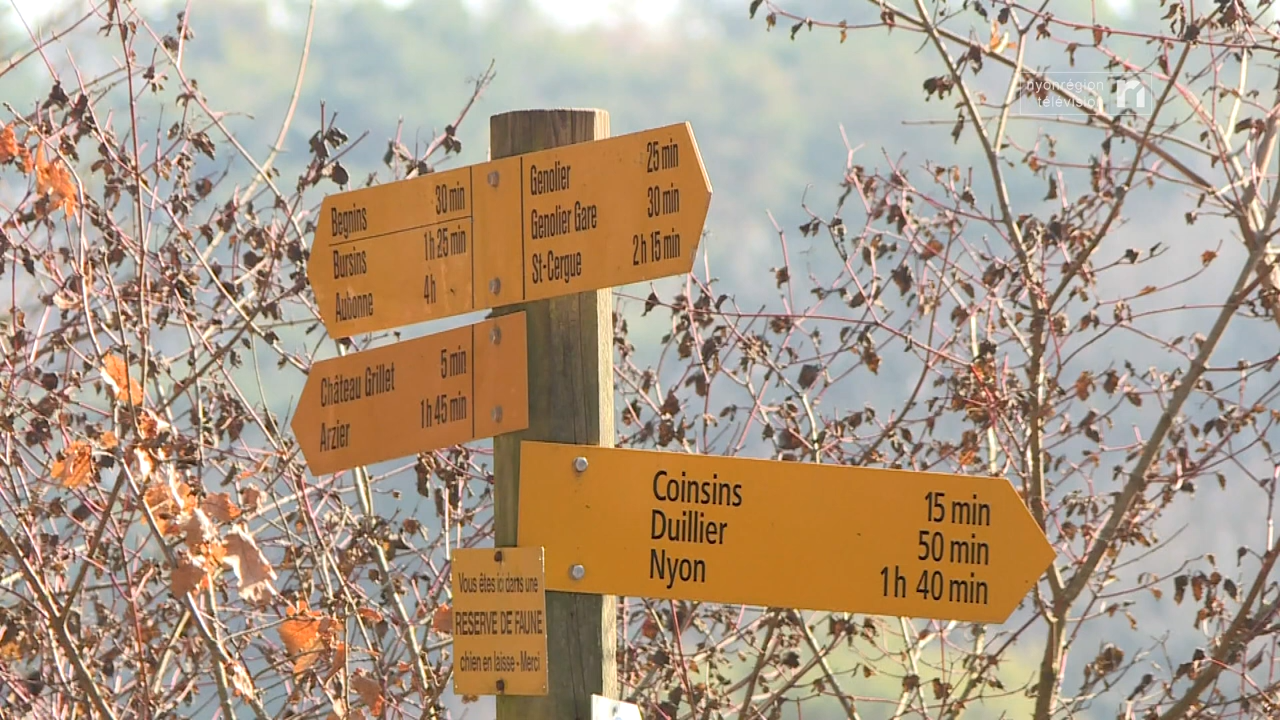 nyonrégion
télévision
Begnins 30 min
Bursins 1h 25 min
Aubonne 4h
Genolier 25 min
Genolier Gare 30 min
St-Cergue 2h 15 min
Château Grillet 5 min
Arzier 1h 45 min
Coinsins 15 min
Duillier 50 min
Nyon 1h 40 min
Vous êtes ici dans une
RESERVE DE FAUNE
chien en laisse - Merci